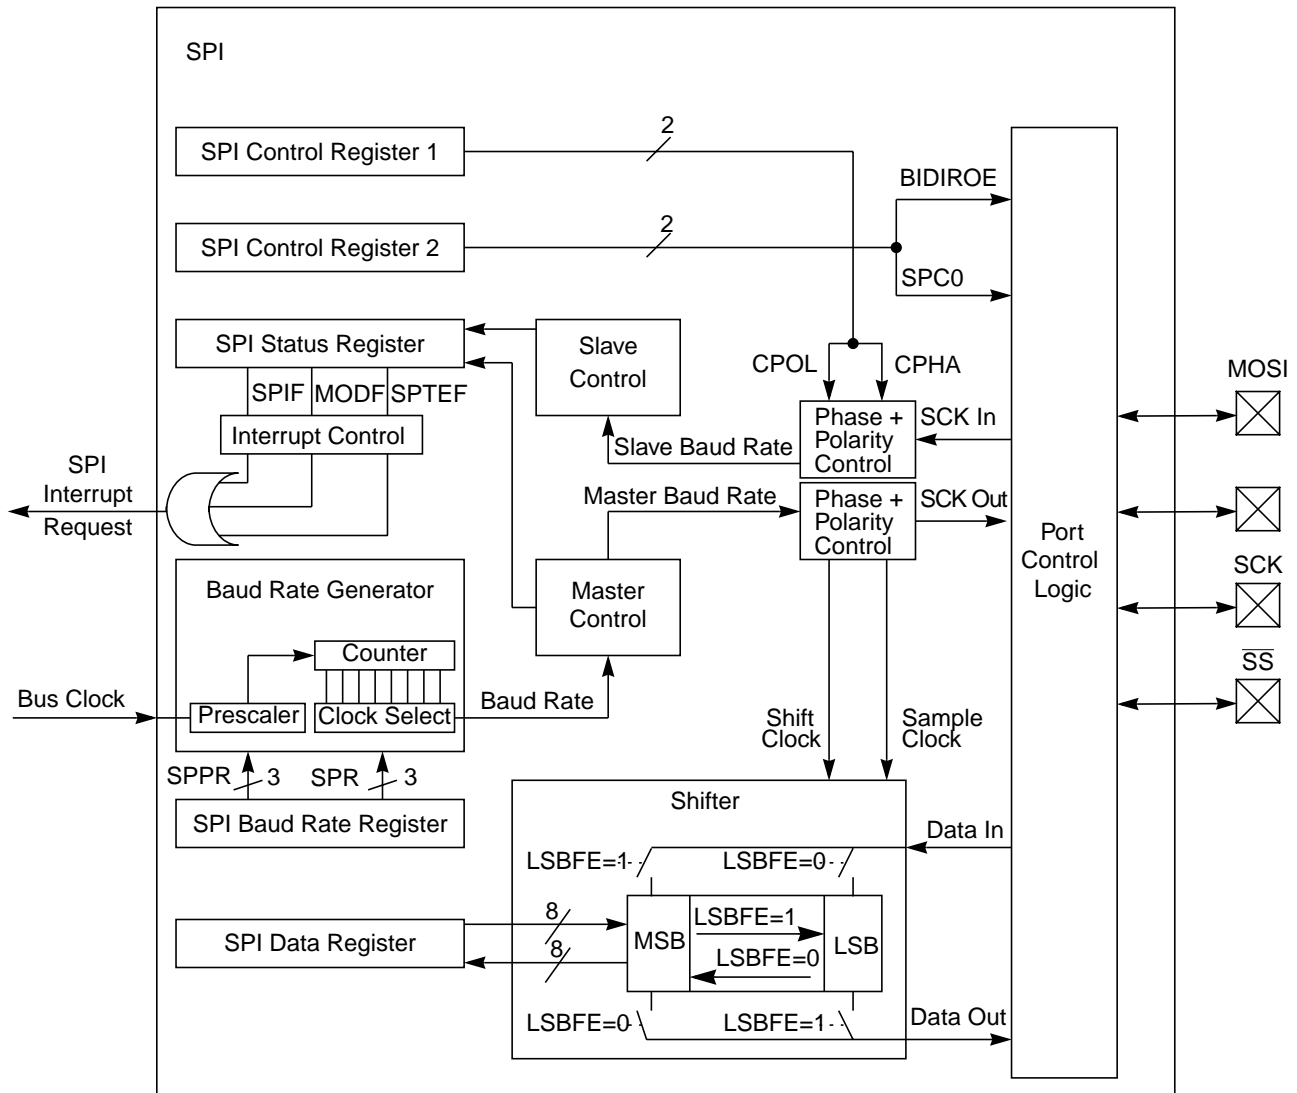 SPI
SPI Control Register 1
2
SPI Control Register 2
2
BIDIROE
SPC0
SPI Status Register
SPIF
MODF
SPTEF
Interrupt Control
SPI
Interrupt
Request
Slave
Control
CPOL
CPHA
Phase +
Polarity
Control
SCK In
Slave Baud Rate
Master Baud Rate
Phase +
Polarity
Control
SCK Out
Port
Control
Logic
MOSI
SCK
SS
Baud Rate Generator
Counter
Prescaler
Clock Select
Bus Clock
Baud Rate
Master
Control
SPPR
3
SPR
3
SPI Baud Rate Register
Shift
Clock
Sample
Clock
Shifter
Data In
LSBFE=1
LSBFE=0
SPI Data Register
8
8
MSB
LSBFE=1
LSBFE=0
LSB
LSBFE=0
LSBFE=1
Data Out